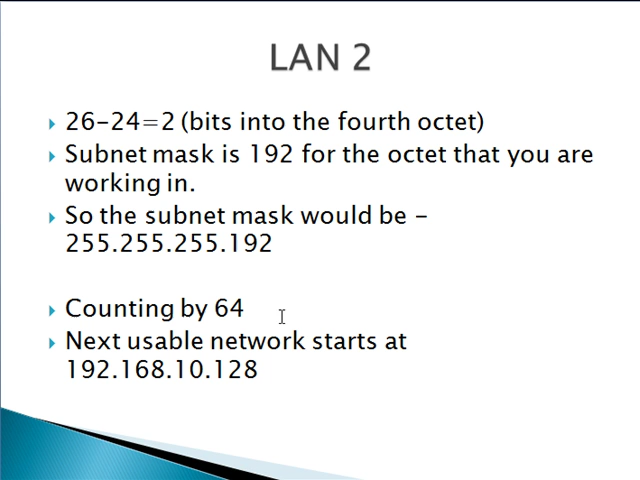 LAN 2
26-24=2 (bits into the fourth octet)
Subnet mask is 192 for the octet that you are
working in.
So the subnet mask would be -
255.255.255.192
Counting by 64
Next usable network starts at
192.168.10.128